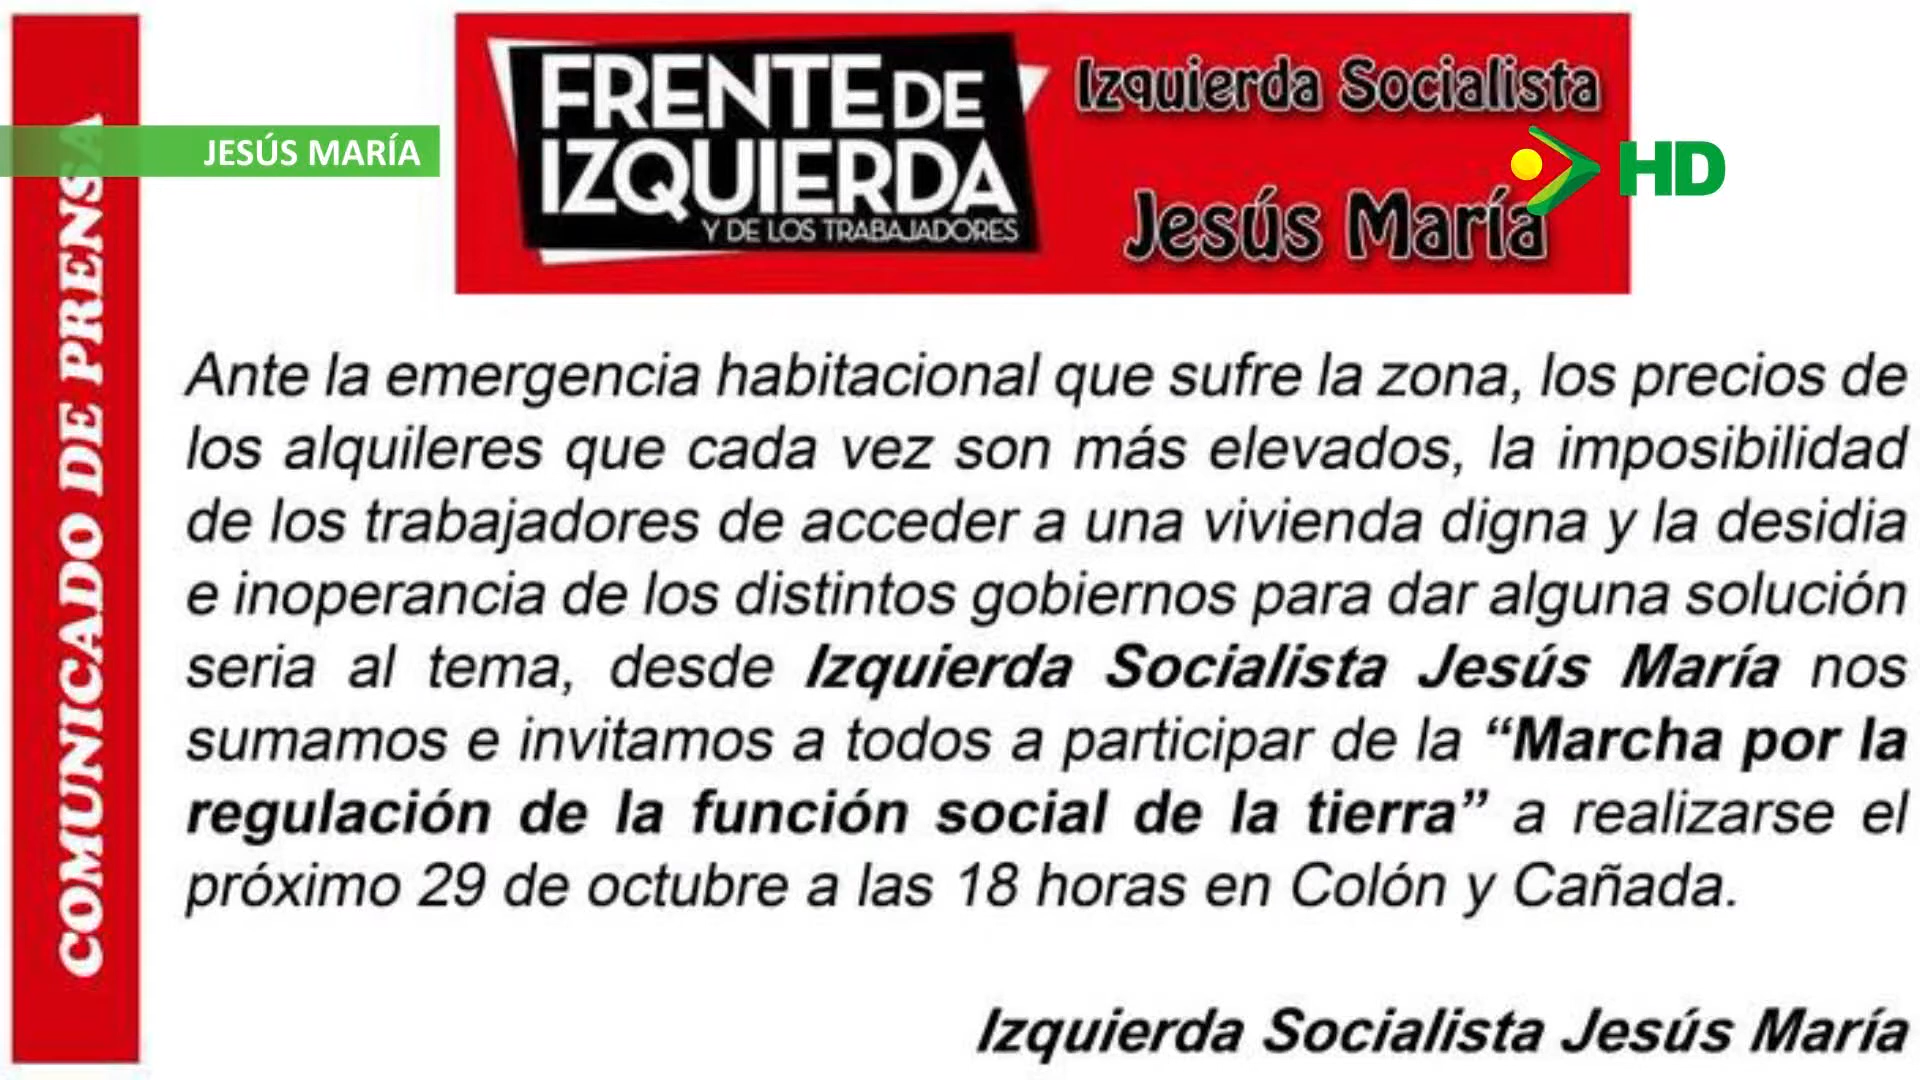 FRENTE DE
IZQUIERDA
Y DE LOS TRABAJADORES
Izquierda Socialista
Jesús María
HD
JESÚS MARÍA
COMUNICADO DE PRENSA
Ante la emergencia habitacional que sufre la zona, los precios de
los alquileres que cada vez son más elevados, la imposibilidad
de los trabajadores de acceder a una vivienda digna y la desidia
e inoperancia de los distintos gobiernos para dar alguna solución
seria al tema, desde Izquierda Socialista Jesús María nos
sumamos e invitamos a todos a participar de la “Marcha por la
regulación de la función social de la tierra” a realizarse el
próximo 29 de octubre a las 18 horas en Colón y Cañada.
Izquierda Socialista Jesús María